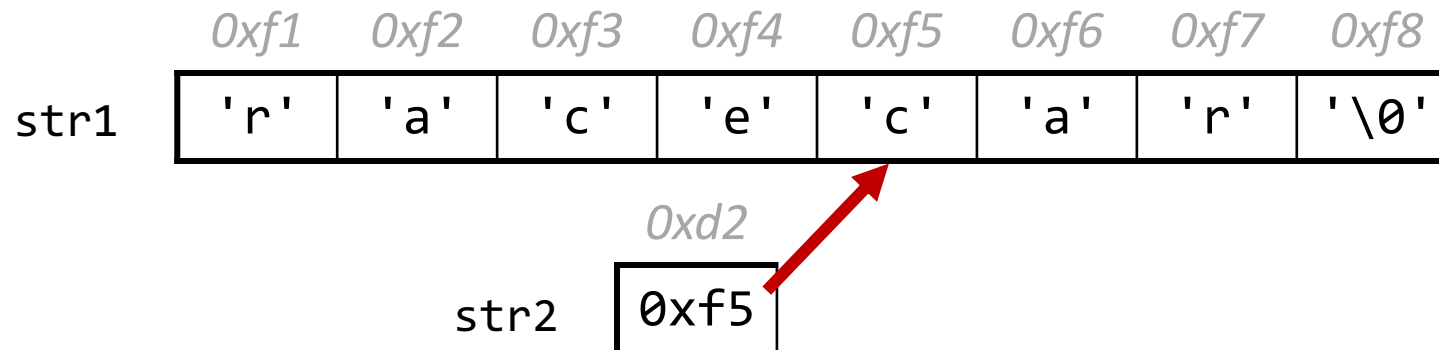 0xf1 0xf2 0xf3 0xf4 0xf5 0xf6 0xf7 0xf8
str1 'r' 'a' 'c' 'e' 'c' 'a' 'r' '\0'
0xd2
str2 0xf5